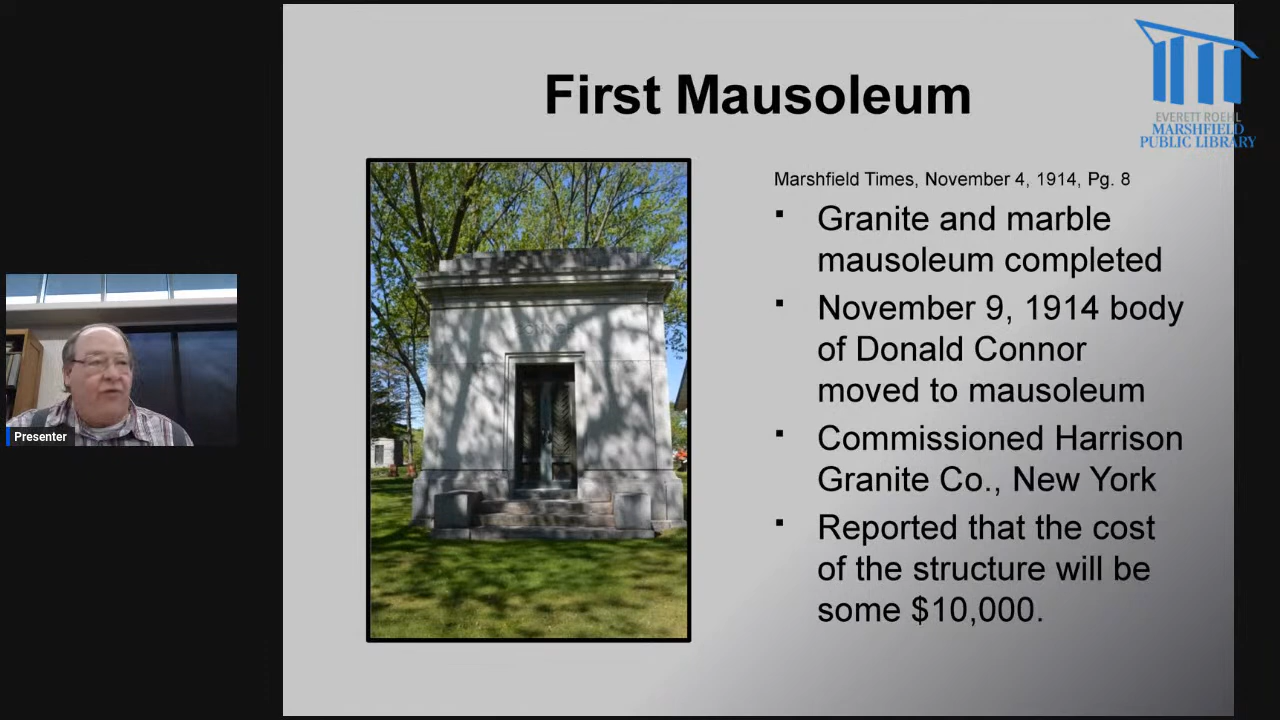 First Mausoleum
EVERETT ROEHL
MARSHFIELD
PUBLIC LIBRARY
Marshfield Times, November 4, 1914, Pg. 8
▪ Granite and marble
mausoleum completed
▪ November 9, 1914 body
of Donald Connor
moved to mausoleum
▪ Commissioned Harrison
Granite Co., New York
▪ Reported that the cost
of the structure will be
some $10,000.
CONNOR
Presenter